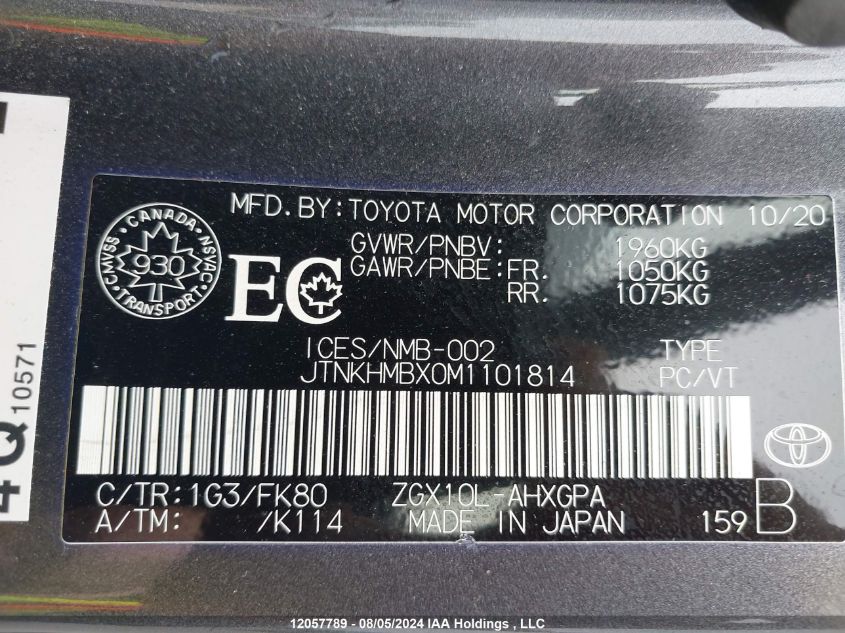 MFD.BY:TOYOTA MOTOR CORPORATION 10/20
GVWR/PNBV: 1960KG
GAWR/PNBE:FR. 1050KG
RR. 1075KG
CANADA
CMVSS 930 NSVAC
TRANSPORT
EC
ICES/NMB-002 TYPE
JTNKHMBX0M1101814 PC/VT
C/TR:1G3/FK80 ZGX10L-AHXGPA
A/TM: /K114 MADE IN JAPAN 159 B
4Q10571
12057789 - 08/05/2024 IAA Holdings , LLC